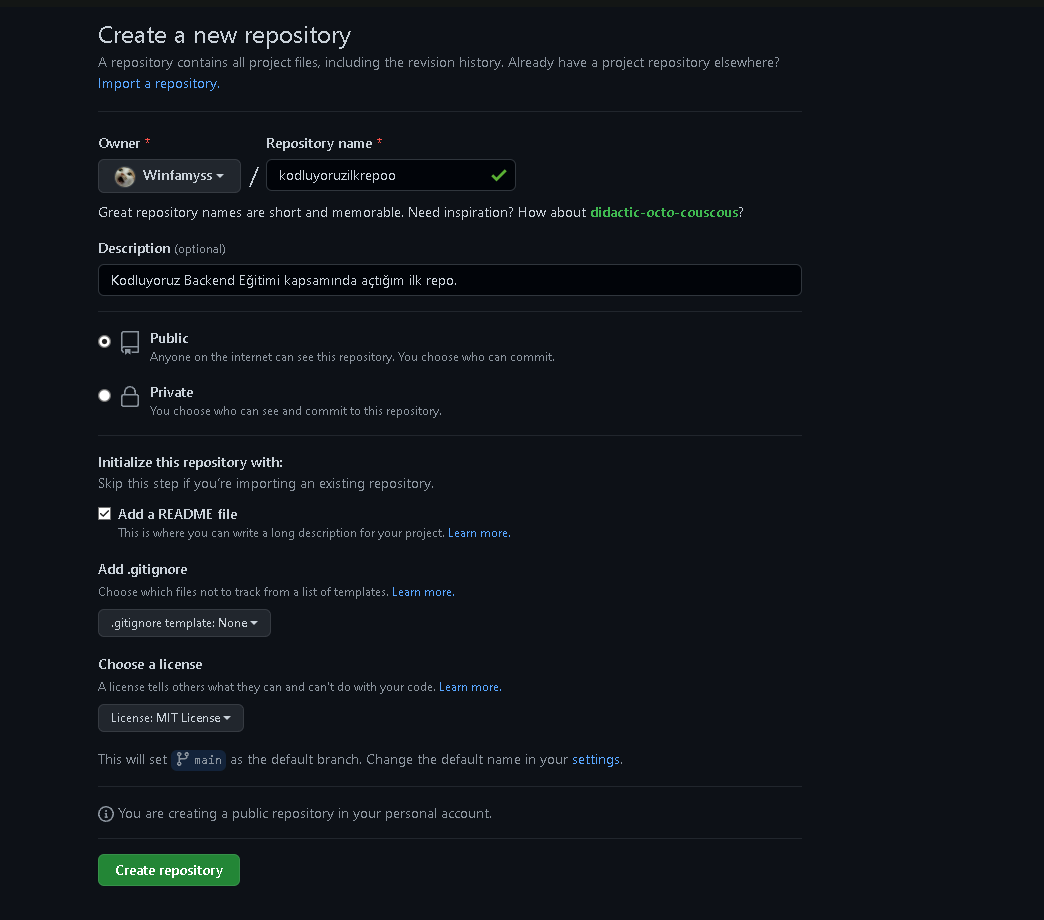 Create a new repository
A repository contains all project files, including the revision history. Already have a project repository elsewhere?
Import a repository.
Owner * Repository name *
Winfamyss / kodluyoruzilkrepoo
Great repository names are short and memorable. Need inspiration? How about didactic-octo-couscous?
Description (optional)
Kodluyoruz Backend Eğitimi kapsamında açtığım ilk repo.
Public
Anyone on the internet can see this repository. You choose who can commit.
Private
You choose who can see and commit to this repository.
Initialize this repository with:
Skip this step if you're importing an existing repository.
Add a README file
This is where you can write a long description for your project. Learn more.
Add .gitignore
Choose which files not to track from a list of templates. Learn more.
.gitignore template: None
Choose a license
A license tells others what they can and can't do with your code. Learn more.
License: MIT License
This will set main as the default branch. Change the default name in your settings.
You are creating a public repository in your personal account.
Create repository